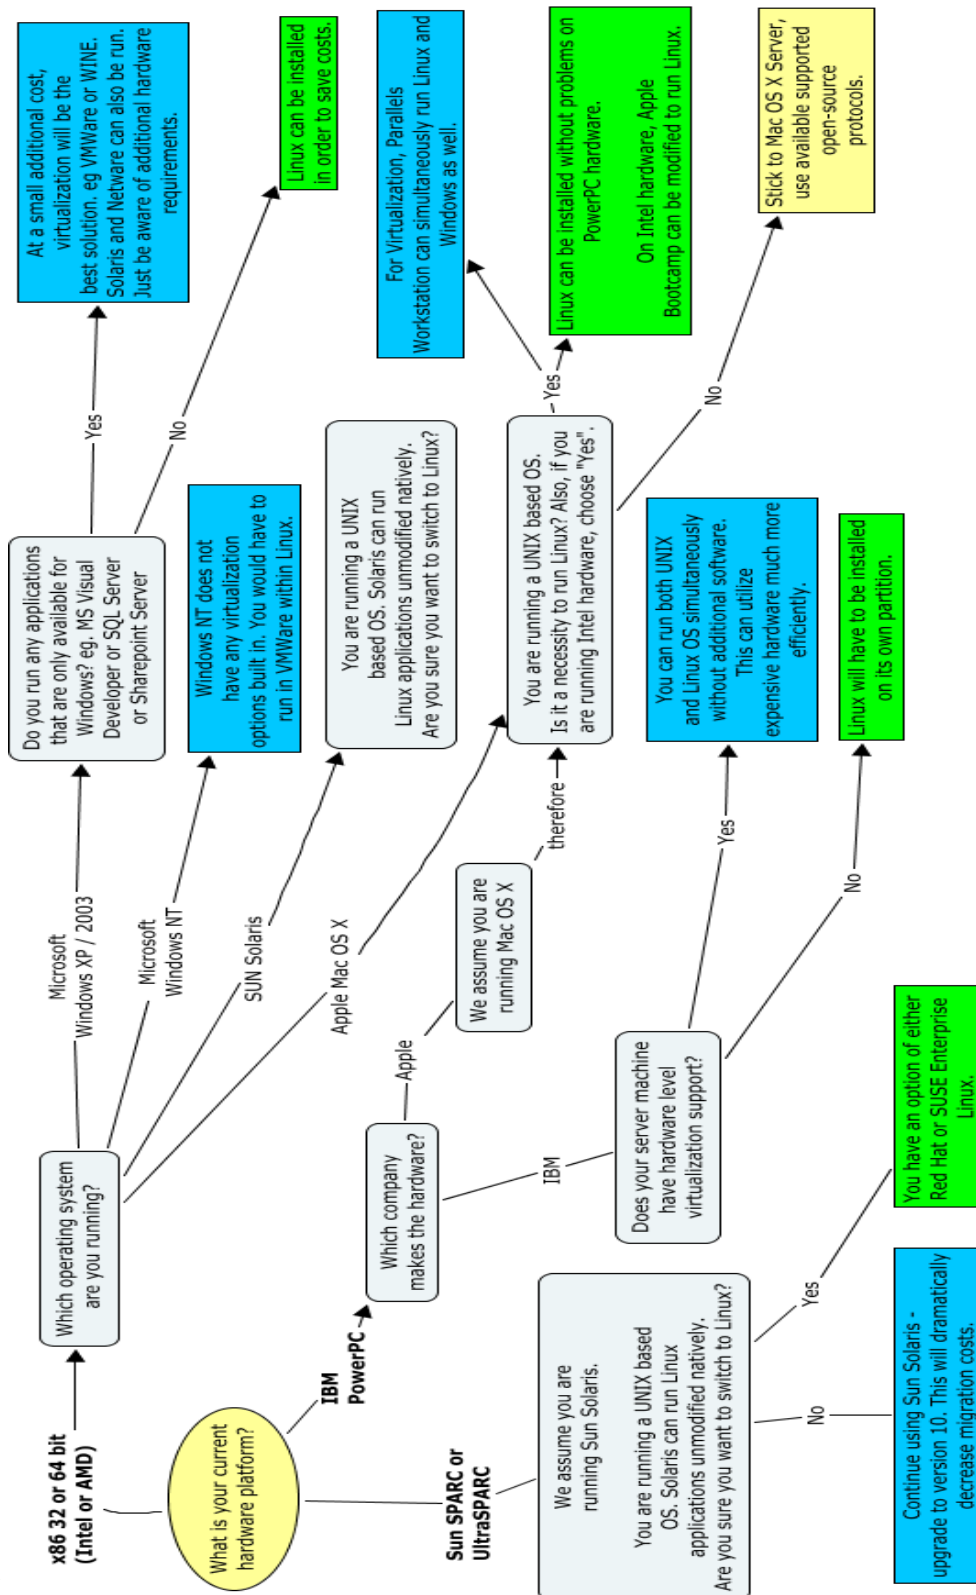 What is your current
hardware platform?
x86 32 or 64 bit
(Intel or AMD)
Which operating system
are you running?
Microsoft
Windows XP / 2003
Do you run any applications
that are only available for
Windows? eg. MS Visual
Developer or SQL Server
or Sharepoint Server
Yes
At a small additional cost,
virtualization will be the
best solution. eg VMWare or WINE.
Solaris and Netware can also be run.
Just be aware of additional hardware
requirements.
No
Linux can be installed
in order to save costs.
Microsoft
Windows NT
Windows NT does not
have any virtualization
options built in. You would have to
run in VMWare within Linux.
SUN Solaris
You are running a UNIX
based OS. Solaris can run
Linux applications unmodified natively.
Are you sure you want to switch to Linux?
Apple Mac OS X
IBM
PowerPC
Which company
makes the hardware?
Apple
We assume you are
running Mac OS X
therefore
You are running a UNIX based OS.
Is it a necessity to run Linux? Also, if you
are running Intel hardware, choose "Yes".
Yes
For Virtualization, Parallels
Workstation can simultaneously run Linux and
Windows as well.
Linux can be installed without problems on
PowerPC hardware.
On Intel hardware, Apple
Bootcamp can be modified to run Linux.
No
Stick to Mac OS X Server,
use available supported
open-source
protocols.
IBM
Does your server machine
have hardware level
virtualization support?
Yes
You can run both UNIX
and Linux OS simultaneously
without additional software.
This can utilize
expensive hardware much more
efficiently.
No
Linux will have to be installed
on its own partition.
Sun SPARC or
UltraSPARC
We assume you are
running Sun Solaris.
You are running a UNIX based
OS. Solaris can run Linux
applications unmodified natively.
Are you sure you want to switch to Linux?
Yes
You have an option of either
Red Hat or SUSE Enterprise
Linux.
No
Continue using Sun Solaris -
upgrade to version 10. This will dramatically
decrease migration costs.